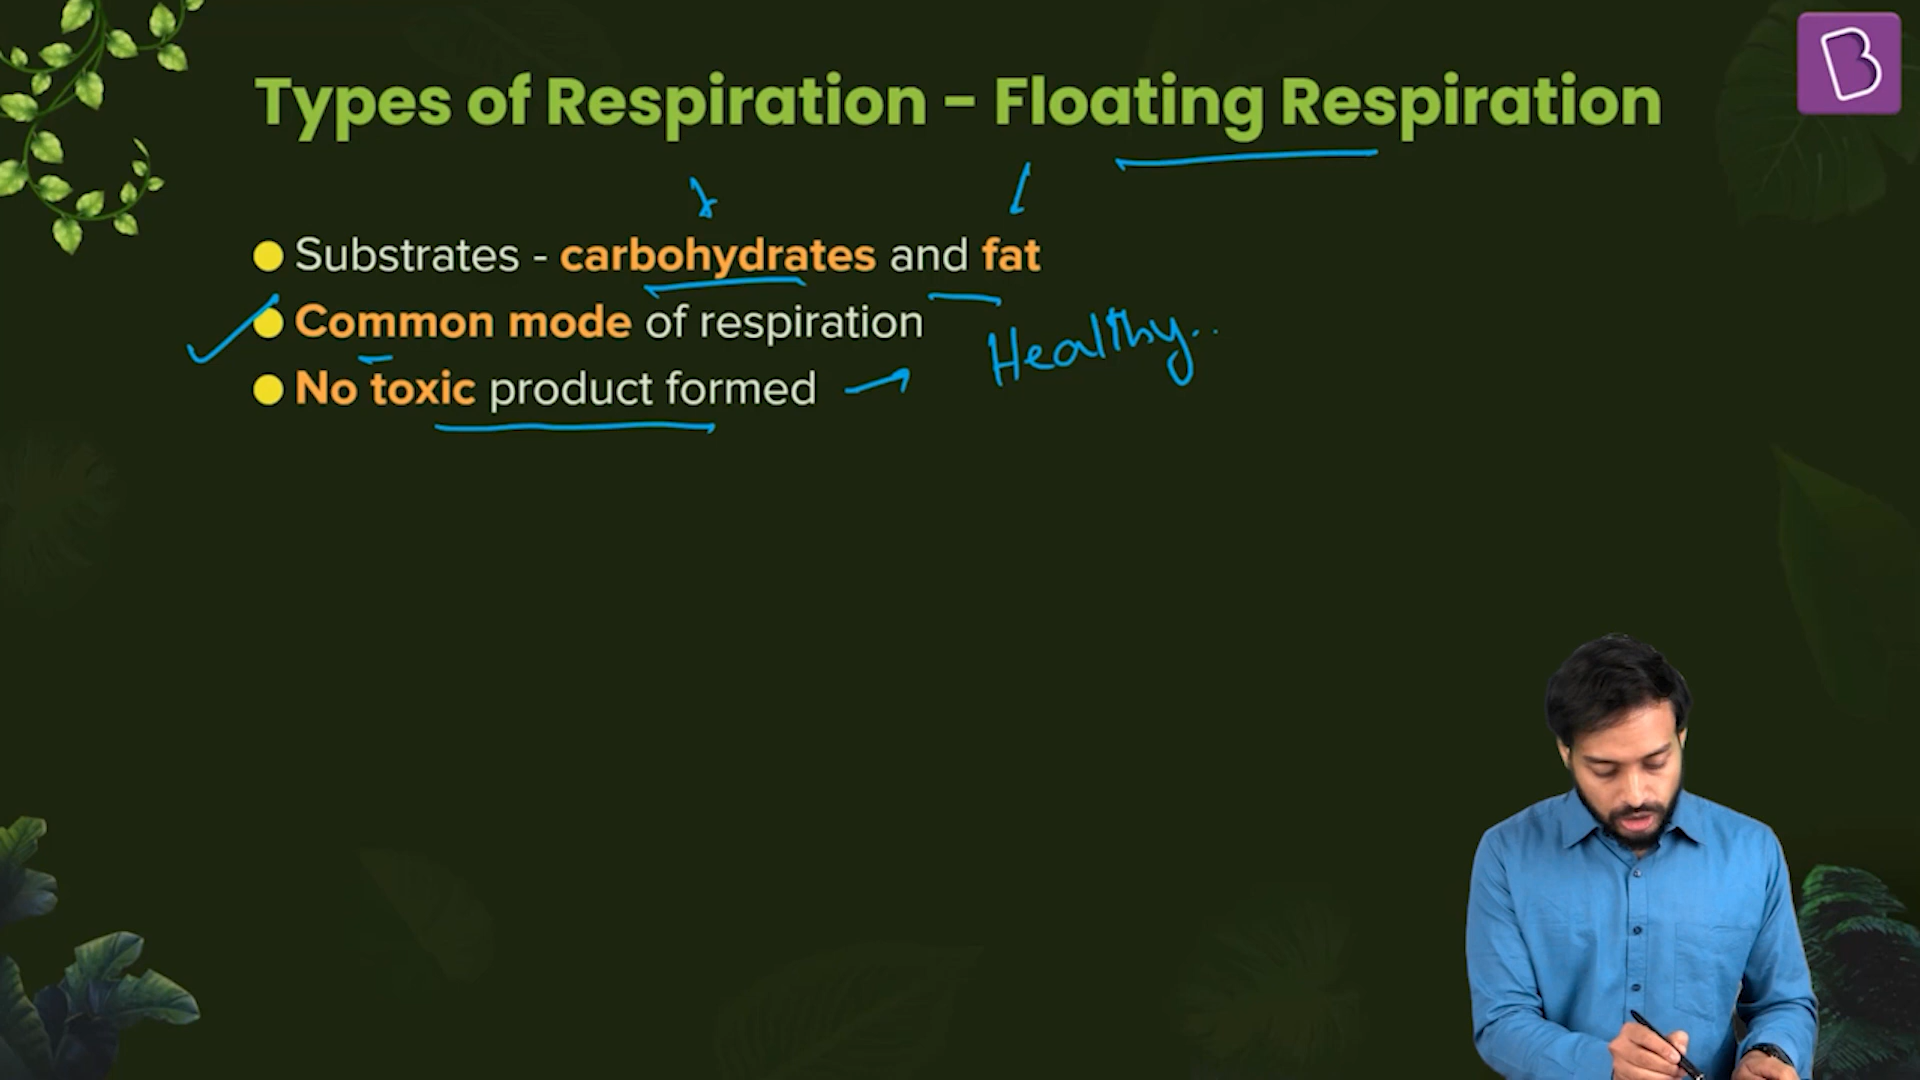 Types of Respiration - Floating Respiration
Substrates - carbohydrates and fat
Common mode of respiration
No toxic product formed
Healthy..